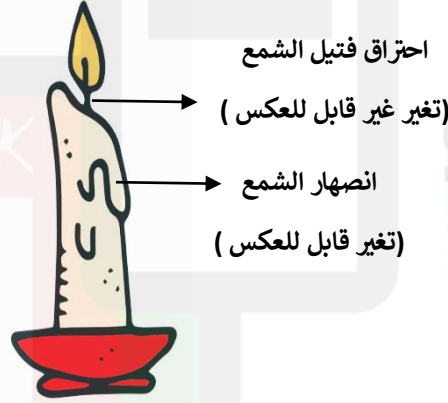 احتراق فتيل الشمع
(تغير غير قابل للعكس )
انصهار الشمع
(تغير قابل للعكس )